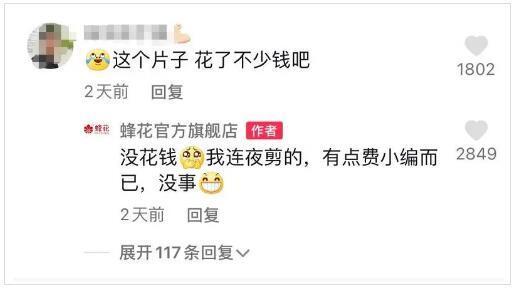 这个片子 花了不少钱吧
1802
2天前 回复
蜂花
蜂花官方旗舰店 作者
没花钱我连夜剪的，有点费小编而
2849
已，没事
2天前 回复
展开117条回复